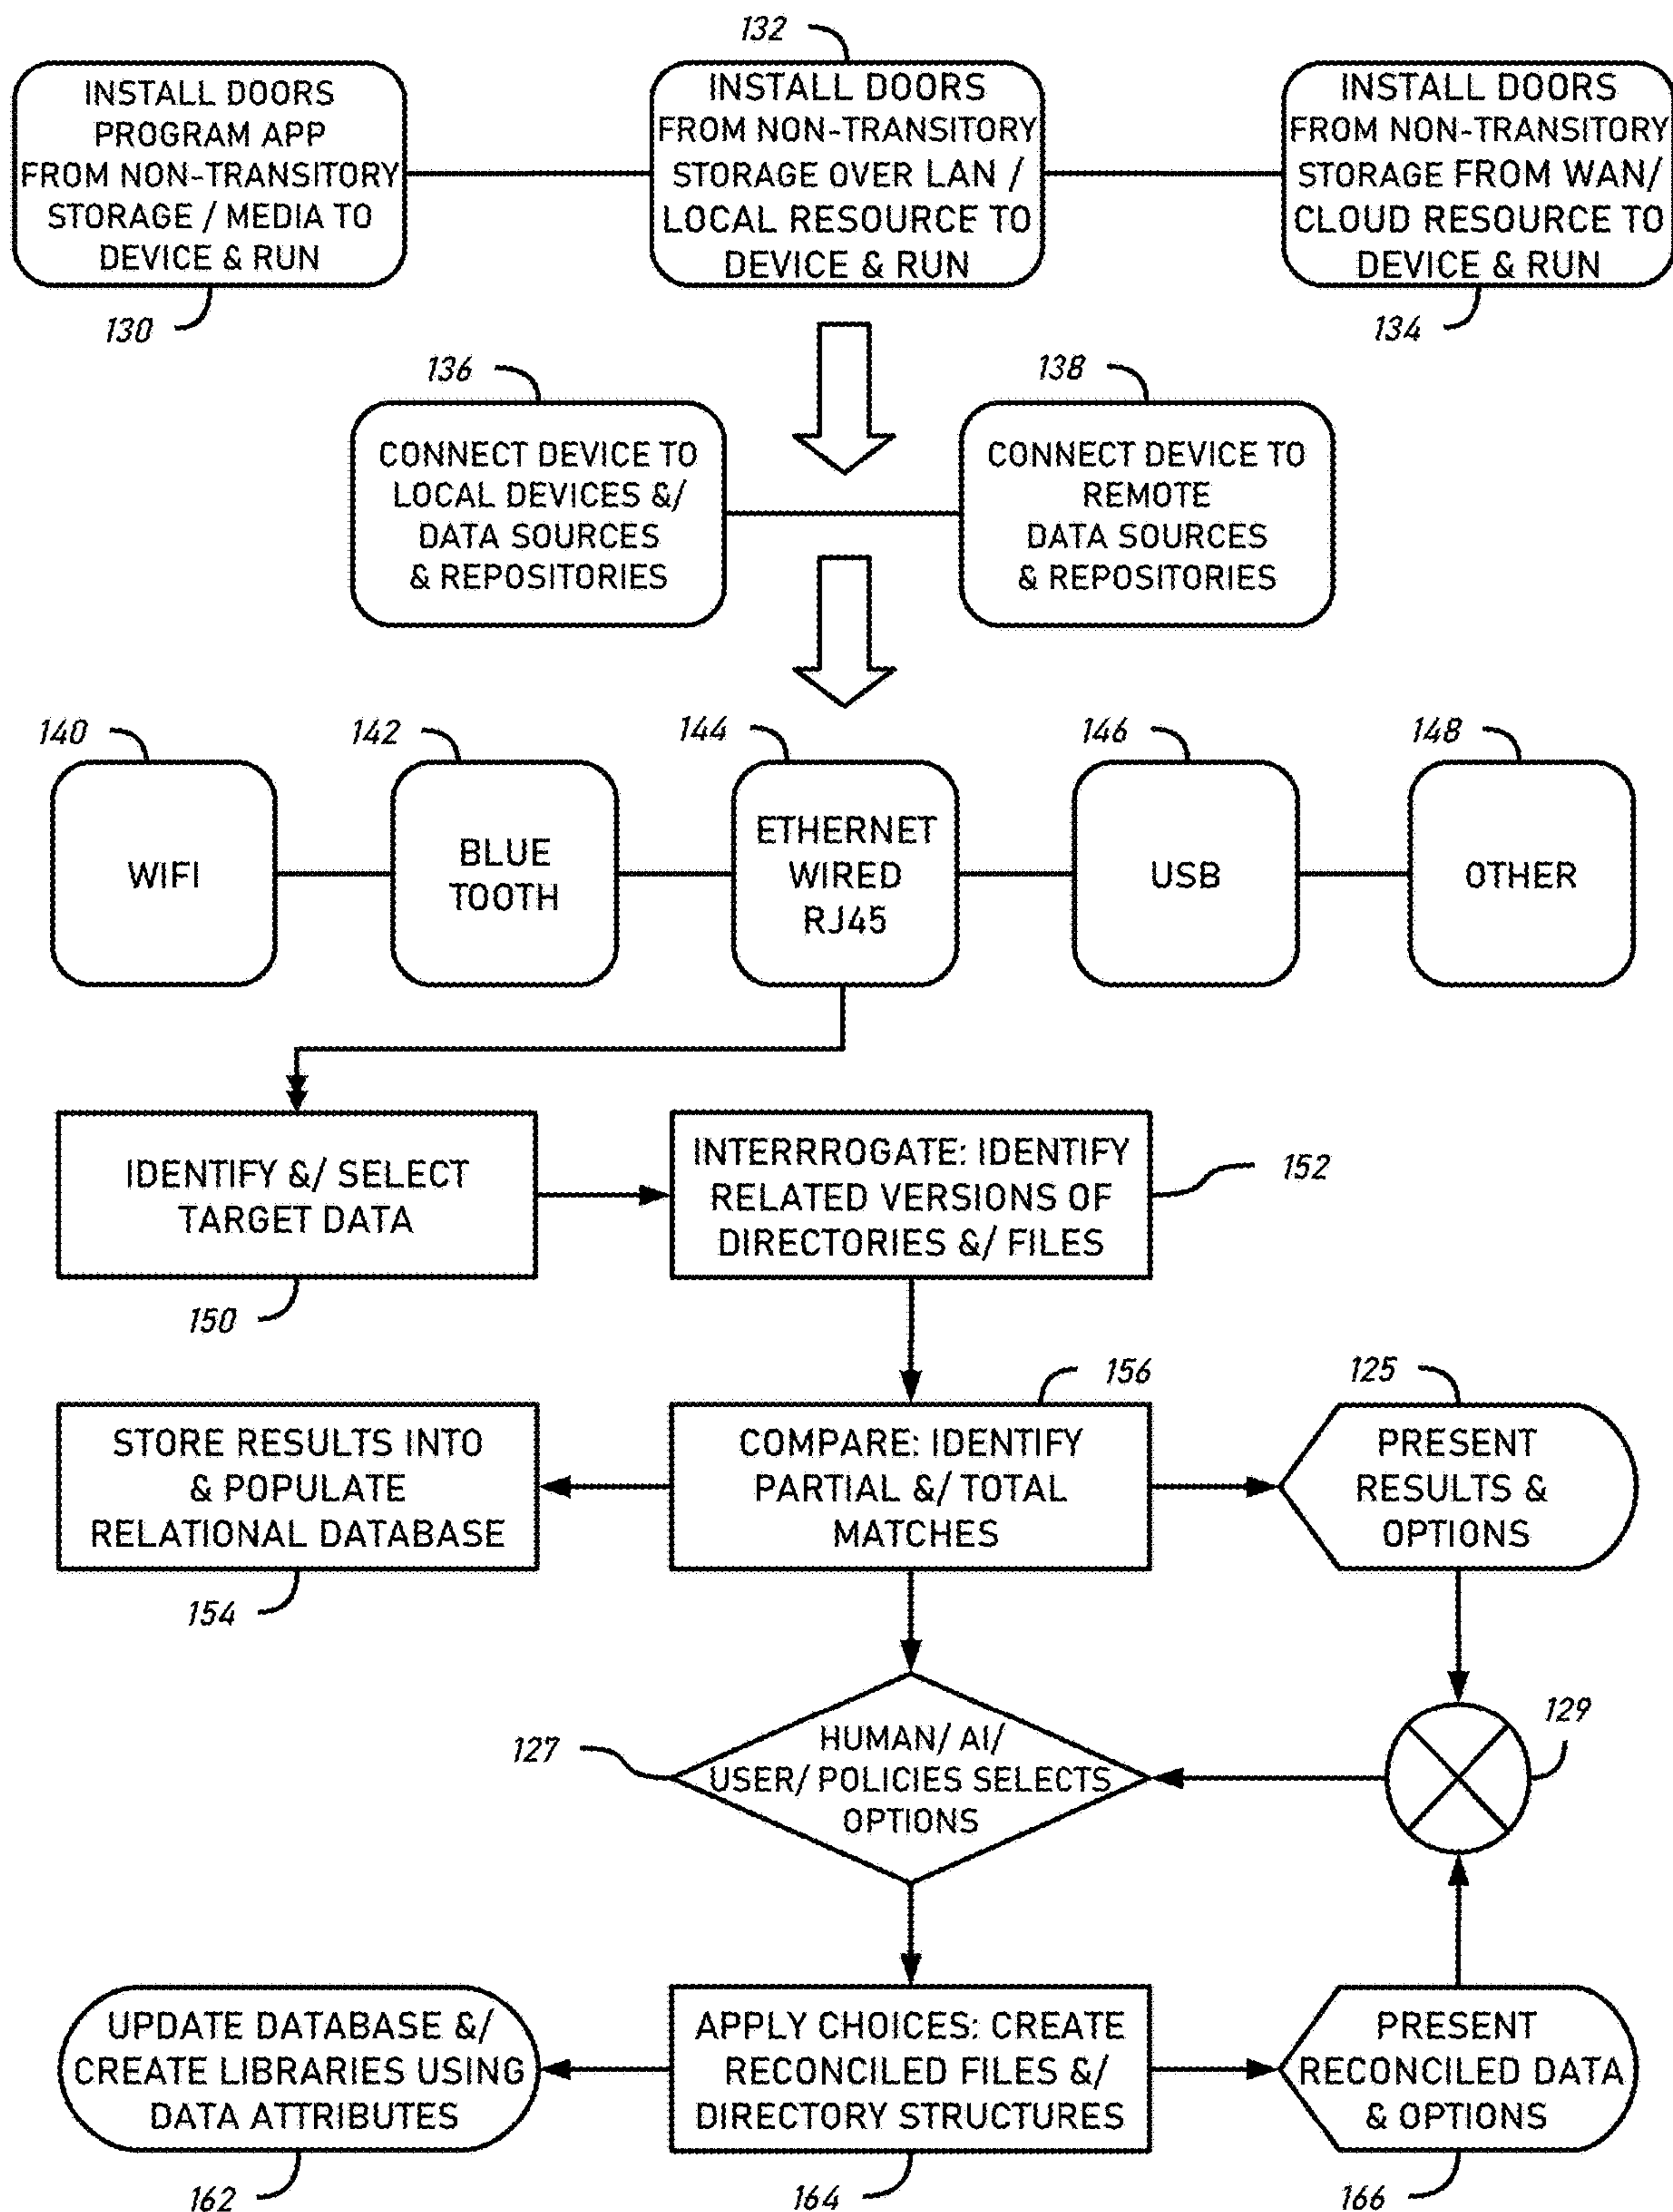 132
INSTALL DOORS
PROGRAM APP
FROM NON-TRANSITORY
STORAGE / MEDIA TO
DEVICE & RUN
130
INSTALL DOORS
FROM NON-TRANSITORY
STORAGE OVER LAN /
LOCAL RESOURCE TO
DEVICE & RUN
INSTALL DOORS
FROM NON-TRANSITORY
STORAGE FROM WAN/
CLOUD RESOURCE TO
DEVICE & RUN
134
136
CONNECT DEVICE TO
LOCAL DEVICES &/
DATA SOURCES
& REPOSITORIES
138
CONNECT DEVICE TO
REMOTE
DATA SOURCES
& REPOSITORIES
140
WIFI
142
BLUE
TOOTH
144
ETHERNET
WIRED
RJ45
146
USB
148
OTHER
IDENTIFY &/ SELECT
TARGET DATA
150
INTERRROGATE: IDENTIFY
RELATED VERSIONS OF
DIRECTORIES &/ FILES
152
STORE RESULTS INTO
& POPULATE
RELATIONAL DATABASE
154
156
COMPARE: IDENTIFY
PARTIAL &/ TOTAL
MATCHES
125
PRESENT
RESULTS &
OPTIONS
127
HUMAN/ AI/
USER/ POLICIES SELECTS
OPTIONS
129
UPDATE DATABASE &/
CREATE LIBRARIES USING
DATA ATTRIBUTES
162
APPLY CHOICES: CREATE
RECONCILED FILES &/
DIRECTORY STRUCTURES
164
PRESENT
RECONCILED DATA
& OPTIONS
166